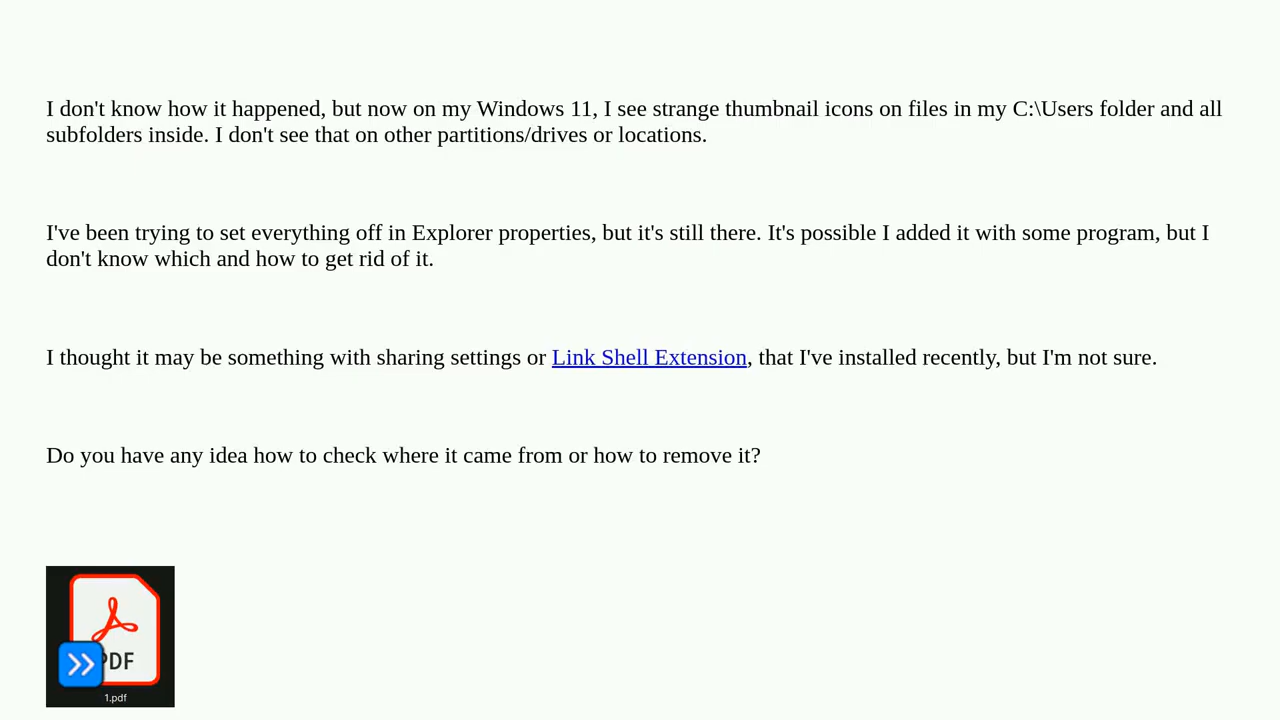 I don't know how it happened, but now on my Windows 11, I see strange thumbnail icons on files in my C:\Users folder and all
subfolders inside. I don't see that on other partitions/drives or locations.
I've been trying to set everything off in Explorer properties, but it's still there. It's possible I added it with some program, but I
don't know which and how to get rid of it.
I thought it may be something with sharing settings or Link Shell Extension, that I've installed recently, but I'm not sure.
Do you have any idea how to check where it came from or how to remove it?
PDF
1.pdf